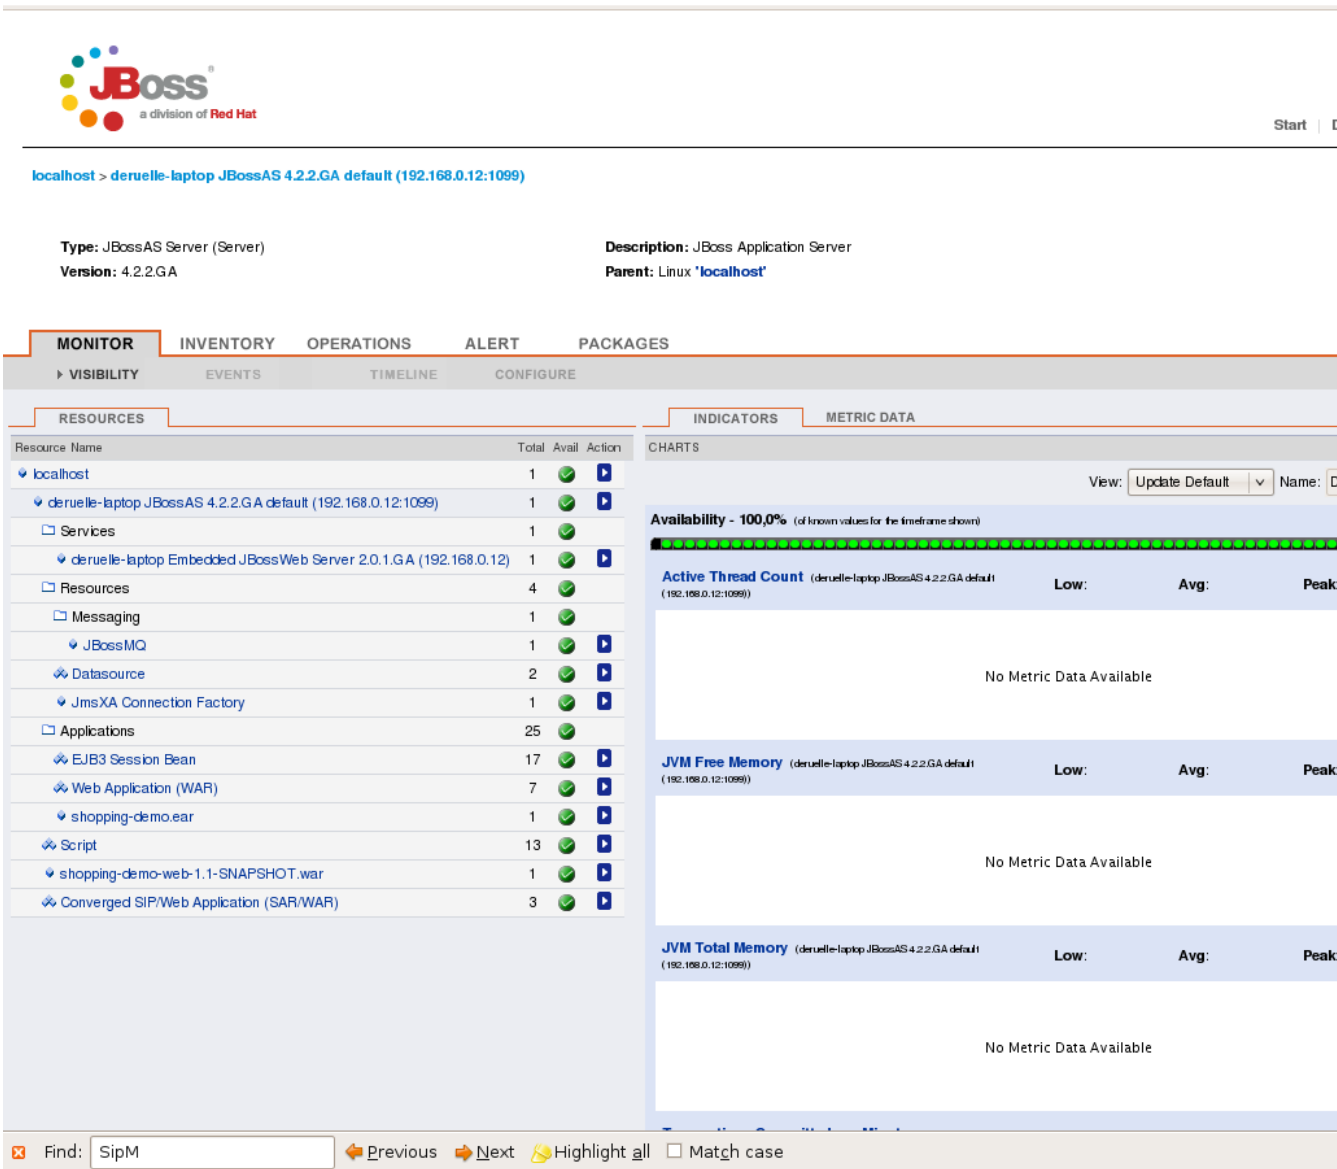 JBoss®
a division of Red Hat
Start
localhost > deruelle-laptop JBossAS 4.2.2.GA default (192.168.0.12:1099)
Type: JBossAS Server (Server) Description: JBoss Application Server
Version: 4.2.2.GA Parent: Linux 'localhost'
MONITOR INVENTORY OPERATIONS ALERT PACKAGES
VISIBILITY EVENTS TIMELINE CONFIGURE
RESOURCES
Resource Name Total Avail Action
localhost 1
deruelle-laptop JBossAS 4.2.2.GA default (192.168.0.12:1099) 1
Services 1
deruelle-laptop Embedded JBossWeb Server 2.0.1.GA (192.168.0.12) 1
Resources 4
Messaging 1
JBossMQ 1
Datasource 2
JmsXA Connection Factory 1
Applications 25
EJB3 Session Bean 17
Web Application (WAR) 7
shopping-demo.ear 1
Script 13
shopping-demo-web-1.1-SNAPSHOT.war 1
Converged SIP/Web Application (SAR/WAR) 3
INDICATORS METRIC DATA
CHARTS
View: Update Default Name:
Availability - 100,0% (of known values for the timeframe shown)
Active Thread Count (deruelle-laptop JBossAS 4.2.2.GA default
(192.168.0.12:1099)) Low: Avg: Peak:
No Metric Data Available
JVM Free Memory (deruelle-laptop JBossAS 4.2.2.GA default
(192.168.0.12:1099)) Low: Avg: Peak:
No Metric Data Available
JVM Total Memory (deruelle-laptop JBossAS 4.2.2.GA default
(192.168.0.12:1099)) Low: Avg: Peak:
No Metric Data Available
Find: SipM Previous Next Highlight all Match case